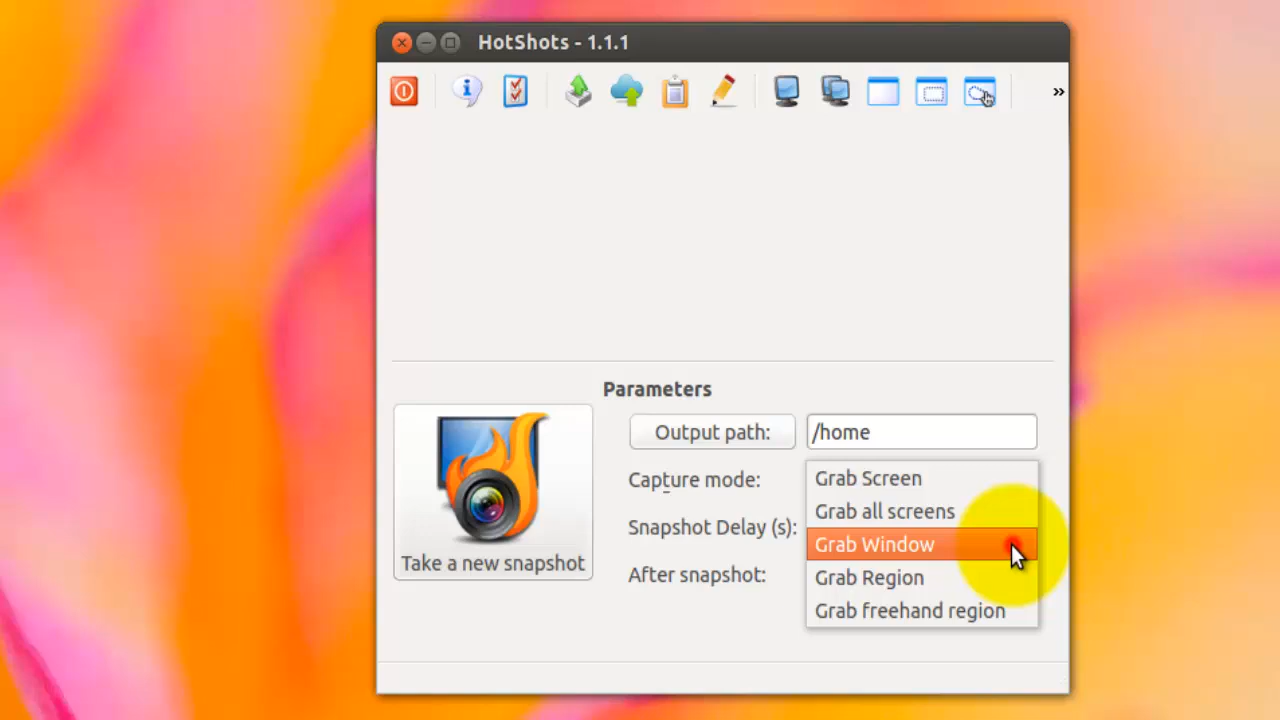 HotShots - 1.1.1
»
Parameters
Output path: /home
Capture mode:
Grab Screen
Grab all screens
Snapshot Delay (s):
Grab Window
After snapshot:
Grab Region
Grab freehand region
Take a new snapshot